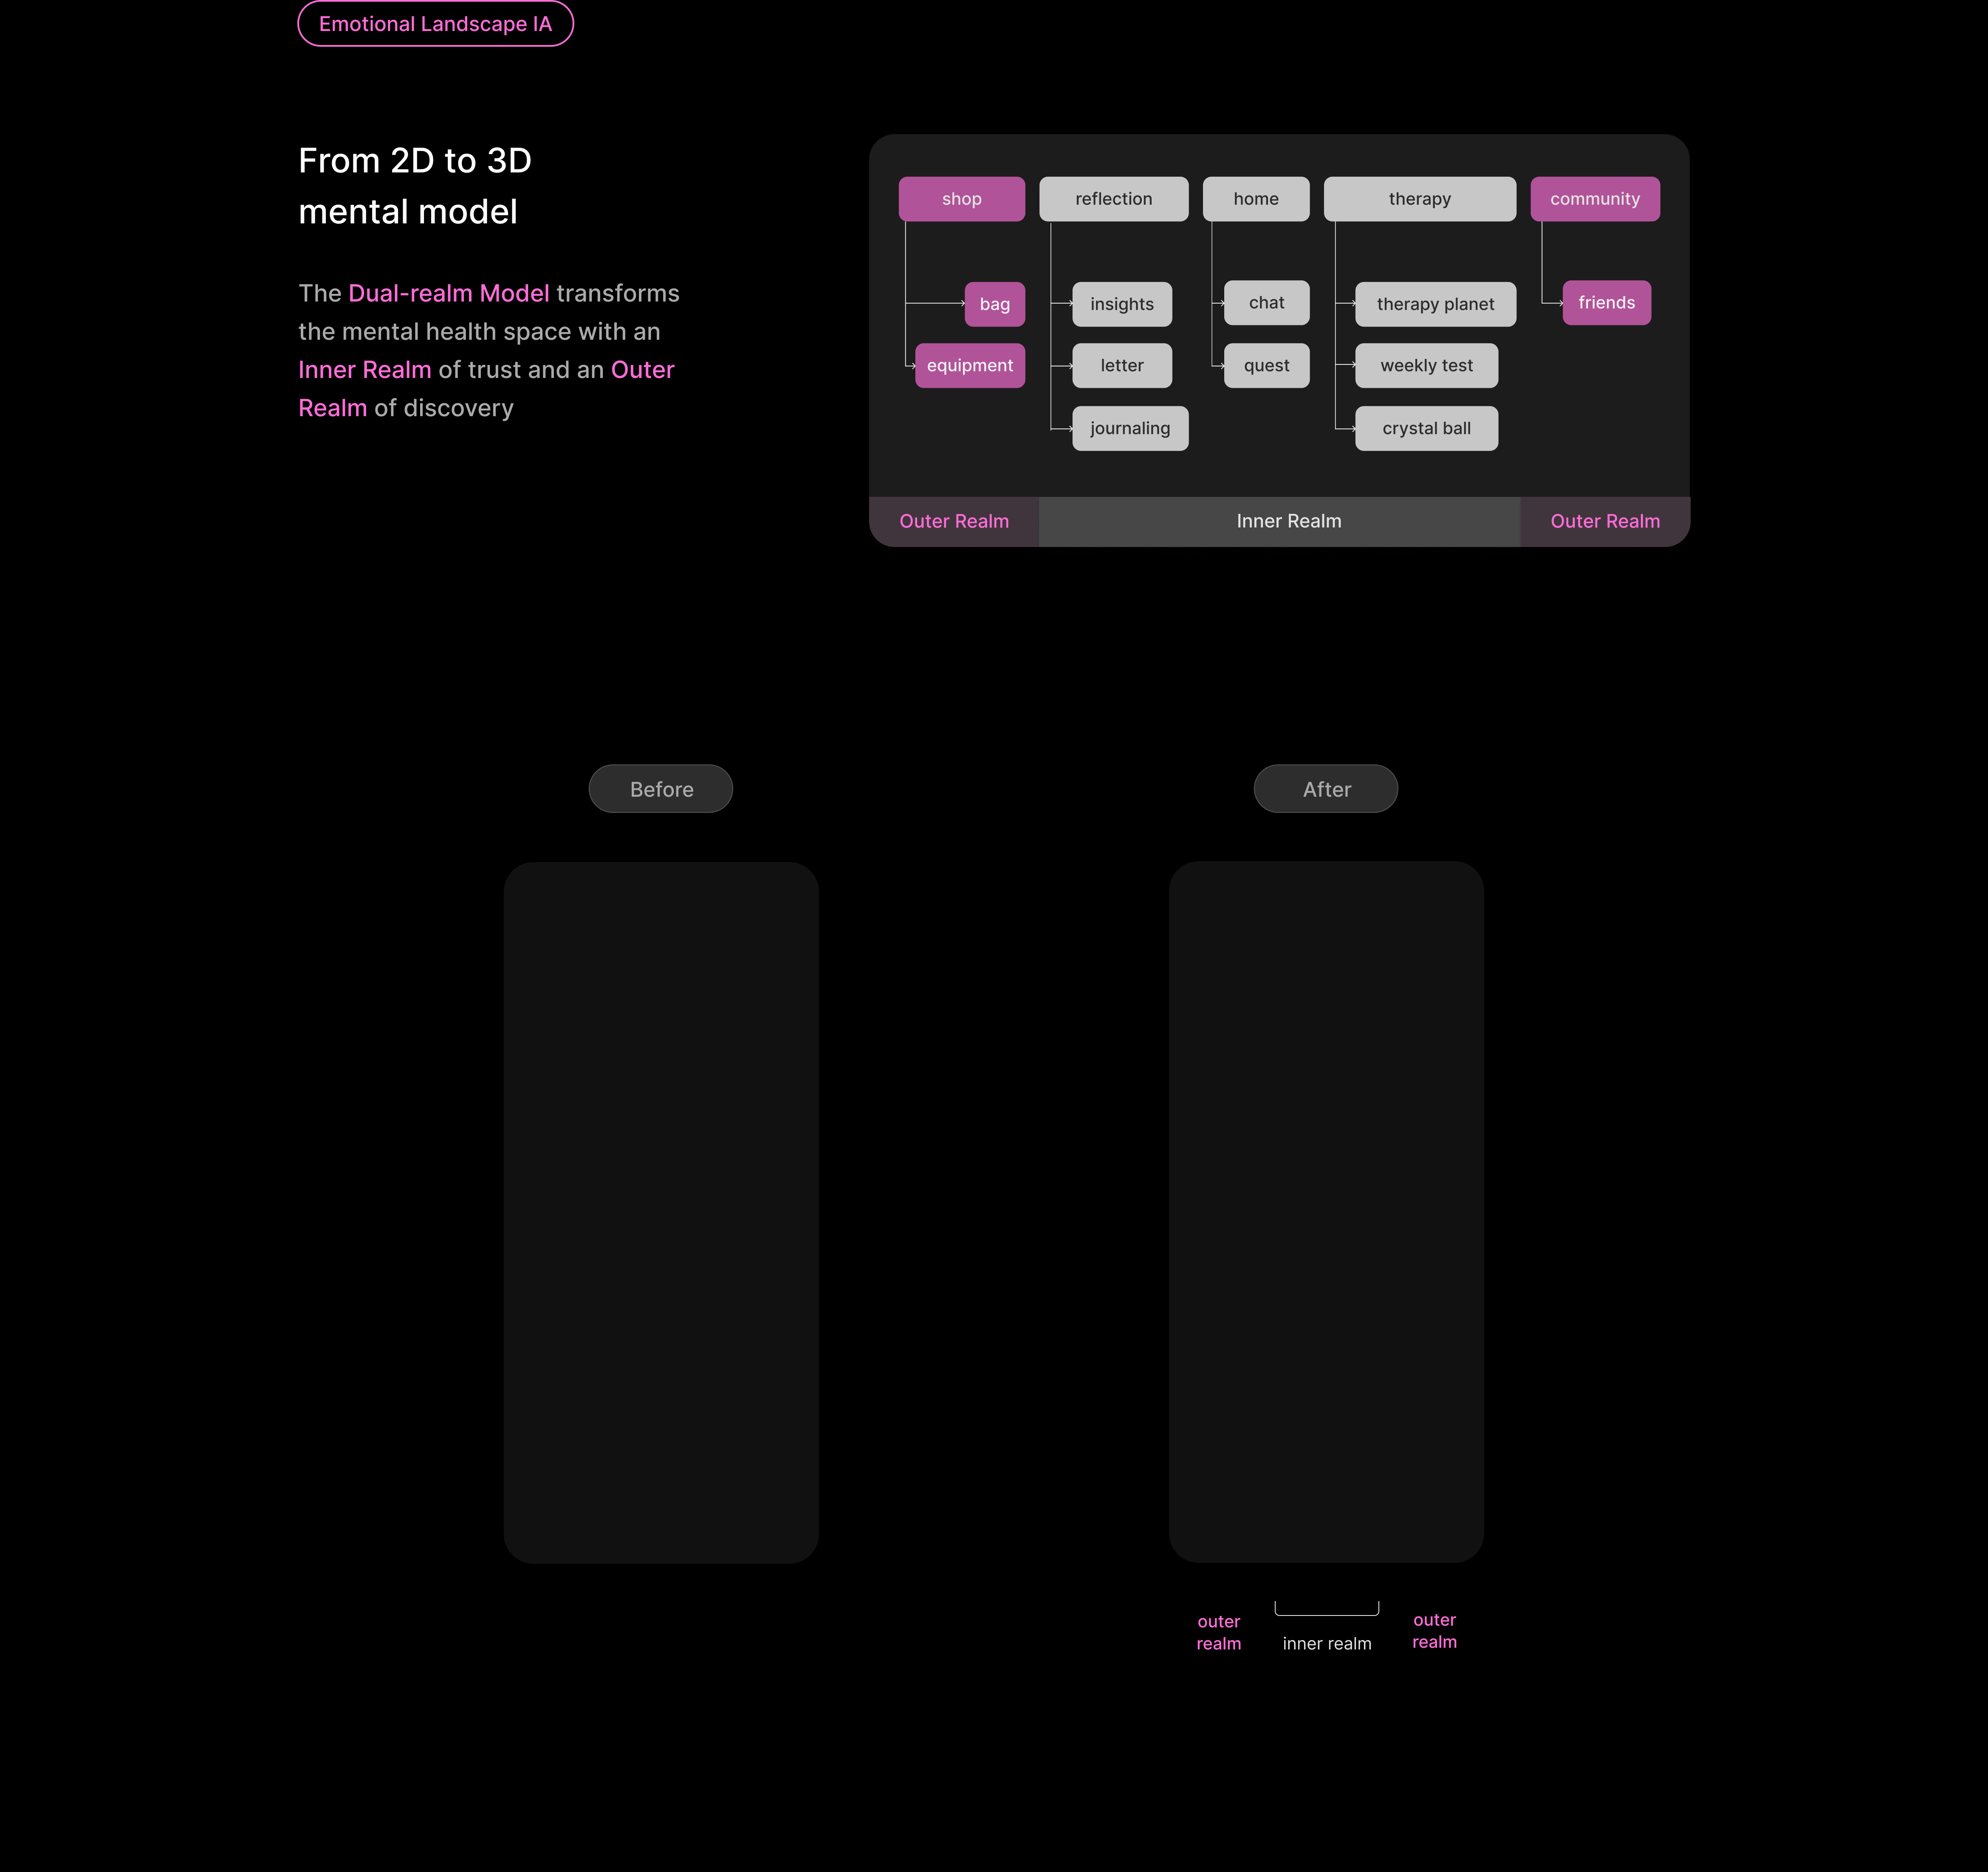 Emotional Landscape IA
From 2D to 3D
mental model
The Dual-realm Model transforms
the mental health space with an
Inner Realm of trust and an Outer
Realm of discovery
shop
reflection
home
therapy
community
bag
insights
chat
therapy planet
friends
equipment
letter
quest
weekly test
journaling
crystal ball
Outer Realm
Inner Realm
Outer Realm
Before
After
outer
realm
inner realm
outer
realm